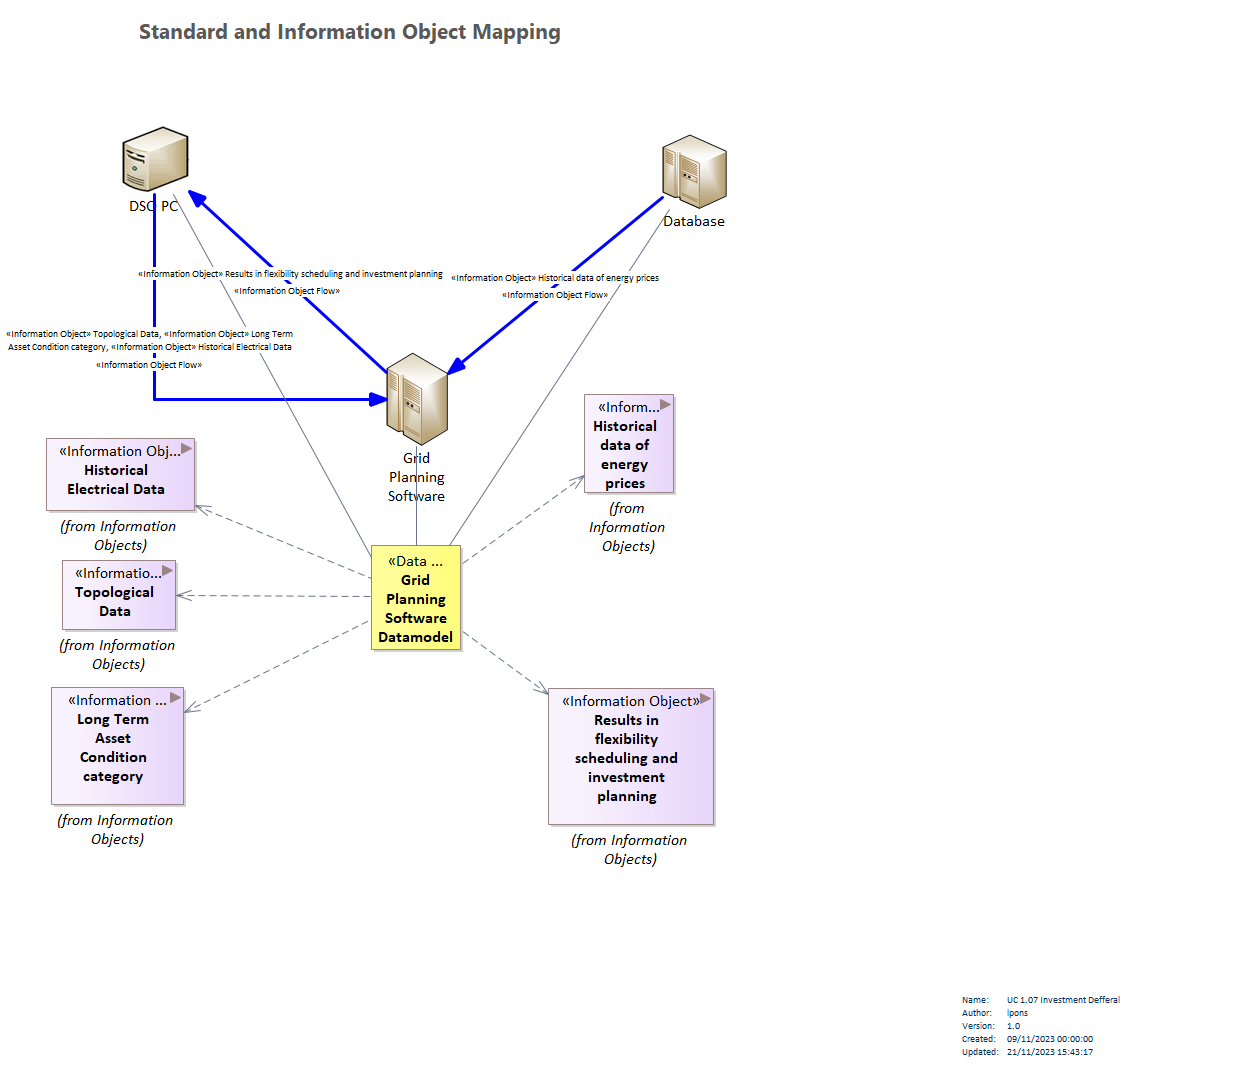 Standard and Information Object Mapping
DSO PC
Database
«Information Object» Results in flexibility scheduling and investment planning
«Information Object Flow»
«Information Object» Historical data of energy prices
«Information Object Flow»
«Information Object» Topological Data, «Information Object» Long Term
Asset Condition category, «Information Object» Historical Electrical Data
«Information Object Flow»
Grid
Planning
Software
«Inform...
Historical
data of
energy
prices
(from
Information
Objects)
«Information Obj...
Historical
Electrical Data
(from Information
Objects)
«Informatio...
Topological
Data
(from Information
Objects)
«Data ...
Grid
Planning
Software
Datamodel
«Information ...
Long Term
Asset
Condition
category
(from Information
Objects)
«Information Object»
Results in
flexibility
scheduling and
investment
planning
(from Information
Objects)
Name: UC 1.07 Investment Defferal
Author: lpons
Version: 1.0
Created: 09/11/2023 00:00:00
Updated: 21/11/2023 15:43:17